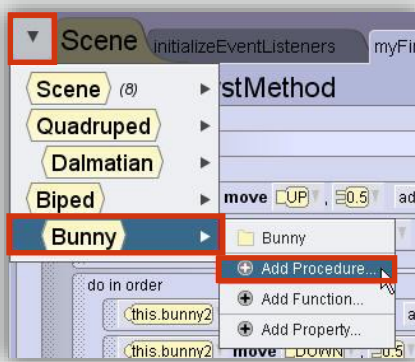 Scene initializeEventListeners myFir
Scene (8) stMethod
Quadruped
Dalmatian
Biped move UP , 0.5 ad
Bunny Bunny
Add Procedure...
do in order Add Function...
this.bunny2 a
Add Property...
this.bunny2 move DOWN , 0.5